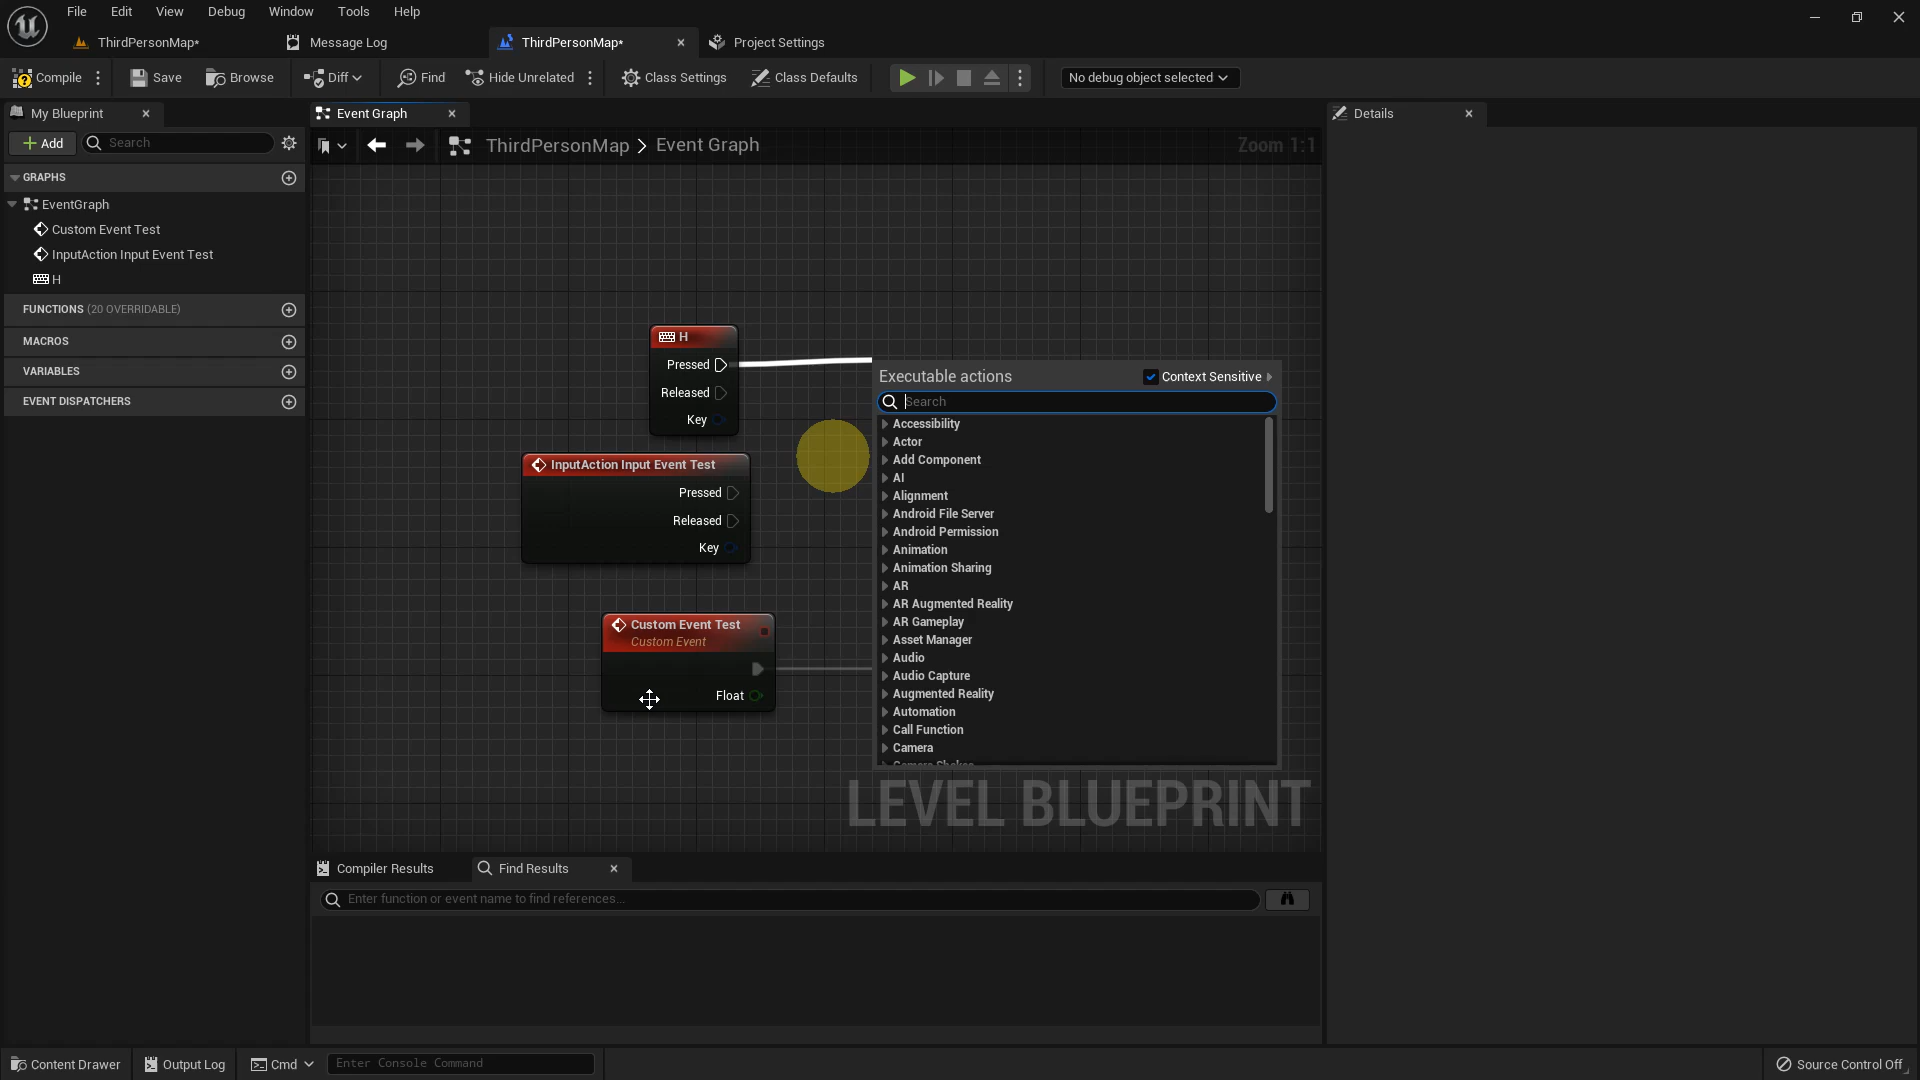 File Edit View Debug Window Tools Help
ThirdPersonMap* Message Log ThirdPersonMap* Project Settings
Compile Save Browse Diff Find Hide Unrelated Class Settings Class Defaults No debug object selected
My Blueprint Event Graph Details
Add Search
ThirdPersonMap > Event Graph Zoom 1:1
GRAPHS
EventGraph
Custom Event Test
InputAction Input Event Test
H
FUNCTIONS (20 OVERRIDABLE)
MACROS
VARIABLES
EVENT DISPATCHERS
H
Pressed
Released
Key
InputAction Input Event Test
Pressed
Released
Key
Custom Event Test
Custom Event
Float
Executable actions Context Sensitive
Search
Accessibility
Actor
Add Component
AI
Alignment
Android File Server
Android Permission
Animation
Animation Sharing
AR
AR Augmented Reality
AR Gameplay
Asset Manager
Audio
Audio Capture
Augmented Reality
Automation
Call Function
Camera
LEVEL BLUEPRINT
Compiler Results Find Results
Enter function or event name to find references...
Content Drawer Output Log Cmd Enter Console Command Source Control Off